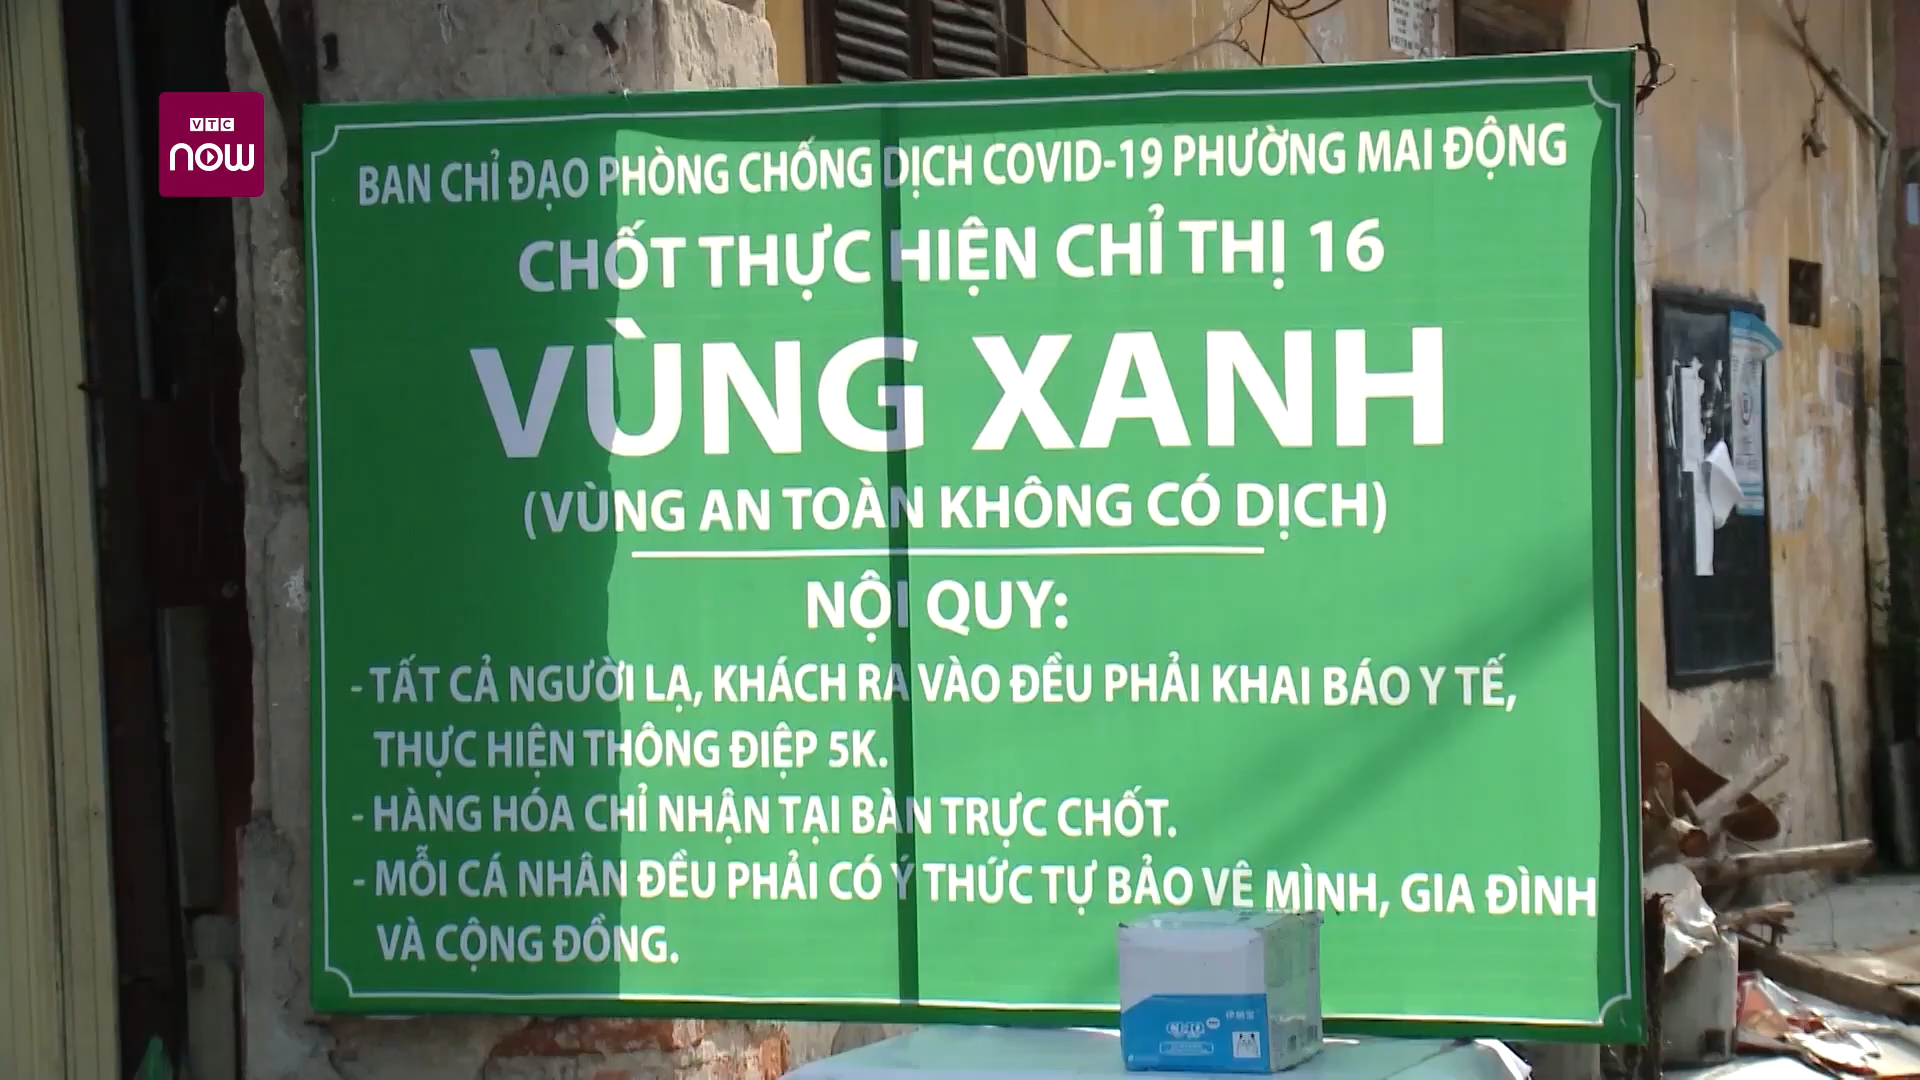 VTC
now
BAN CHỈ ĐẠO PHÒNG CHỐNG DỊCH COVID-19 PHƯỜNG MAI ĐỘNG
CHỐT THỰC HIỆN CHỈ THỊ 16
VÙNG XANH
(VÙNG AN TOÀN KHÔNG CÓ DỊCH)
NỘI QUY:
- TẤT CẢ NGƯỜI LẠ, KHÁCH RA VÀO ĐỀU PHẢI KHAI BÁO Y TẾ,
THỰC HIỆN THÔNG ĐIỆP 5K.
- HÀNG HÓA CHỈ NHẬN TẠI BÀN TRỰC CHỐT.
- MỖI CÁ NHÂN ĐỀU PHẢI CÓ Ý THỨC TỰ BẢO VỆ MÌNH, GIA ĐÌNH
VÀ CỘNG ĐỒNG.